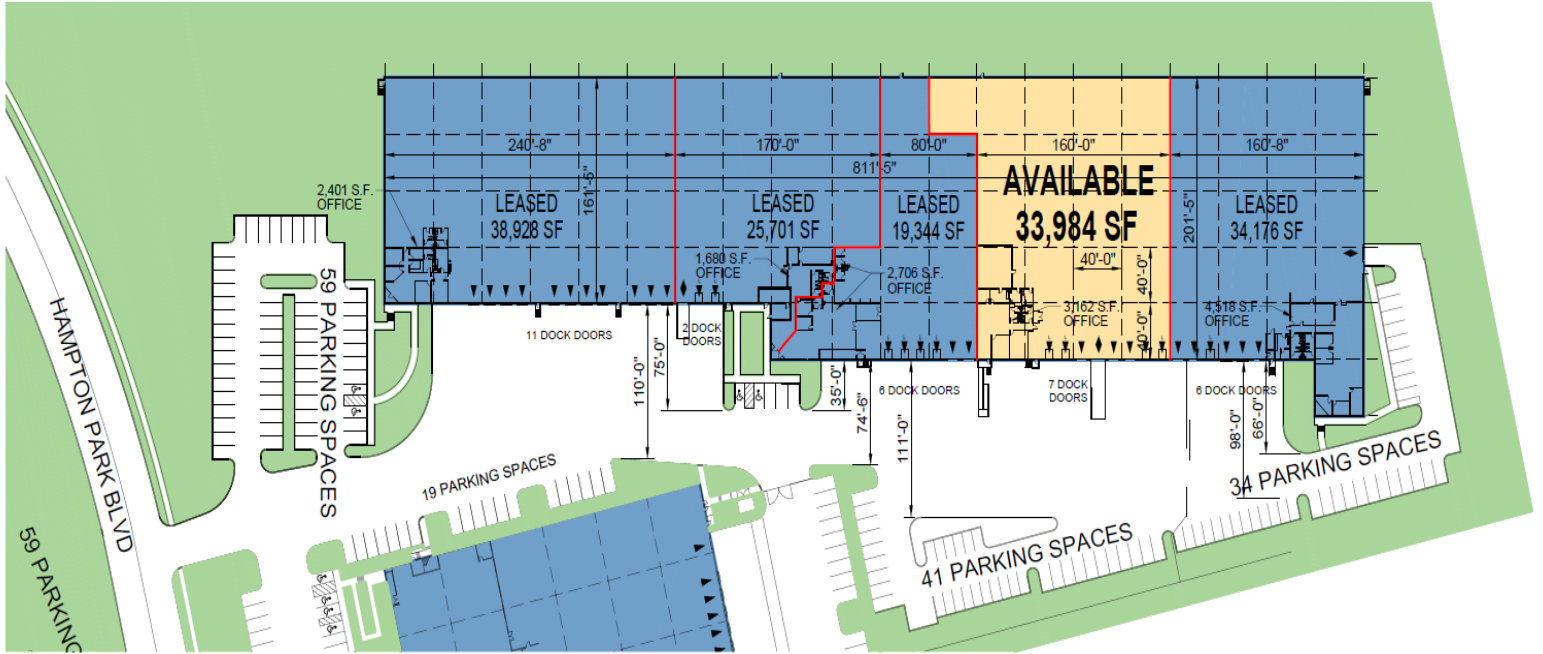 240'-8"
170'-0"
80'-0"
160'-0"
160'-8"
811'-5"
161'-5"
201'-5"
2,401 S.F.
OFFICE
LEASED
38,928 SF
LEASED
25,701 SF
LEASED
19,344 SF
AVAILABLE
33,984 SF
LEASED
34,176 SF
1,680 S.F.
OFFICE
2,706 S.F.
OFFICE
40'-0"
40'-0"
40'-0"
3,162 S.F.
OFFICE
4,518 S.F.
OFFICE
59 PARKING SPACES
11 DOCK DOORS
2 DOCK
DOORS
6 DOCK DOORS
7 DOCK
DOORS
6 DOCK DOORS
110'-0"
75'-0"
35'-0"
74'-6"
111'-0"
98'-0"
66'-0"
HAMPTON PARK BLVD
19 PARKING SPACES
34 PARKING SPACES
41 PARKING SPACES
59 PARKING